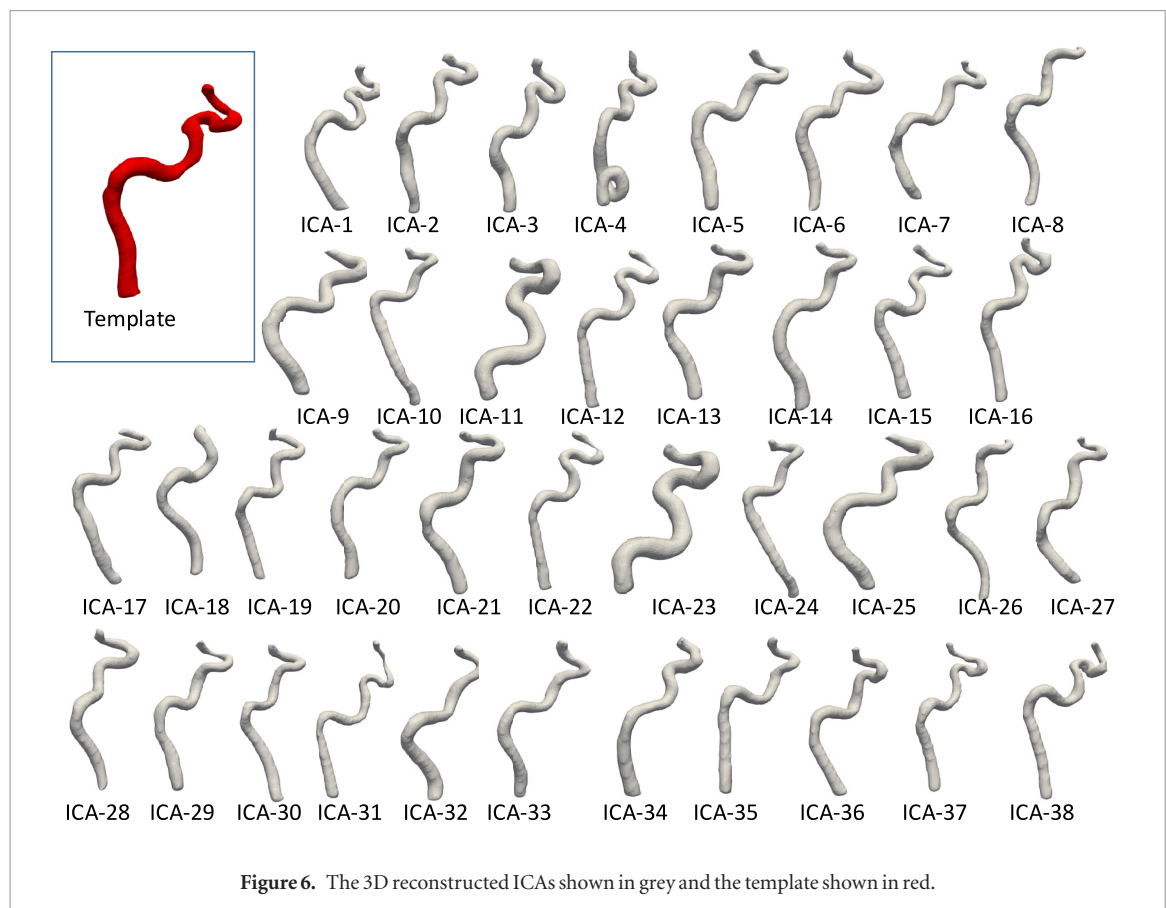 Template
ICA-1 ICA-2 ICA-3 ICA-4 ICA-5 ICA-6 ICA-7 ICA-8
ICA-9 ICA-10 ICA-11 ICA-12 ICA-13 ICA-14 ICA-15 ICA-16
ICA-17 ICA-18 ICA-19 ICA-20 ICA-21 ICA-22 ICA-23 ICA-24 ICA-25 ICA-26 ICA-27
ICA-28 ICA-29 ICA-30 ICA-31 ICA-32 ICA-33 ICA-34 ICA-35 ICA-36 ICA-37 ICA-38
Figure 6. The 3D reconstructed ICAs shown in grey and the template shown in red.